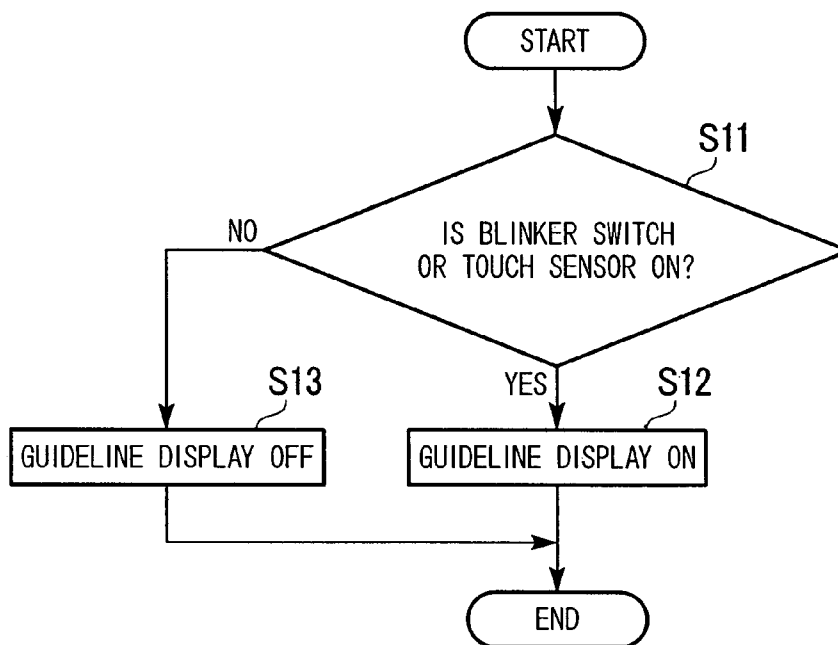 START
S11
IS BLINKER SWITCH
OR TOUCH SENSOR ON?
NO
YES
S13
S12
GUIDELINE DISPLAY OFF
GUIDELINE DISPLAY ON
END